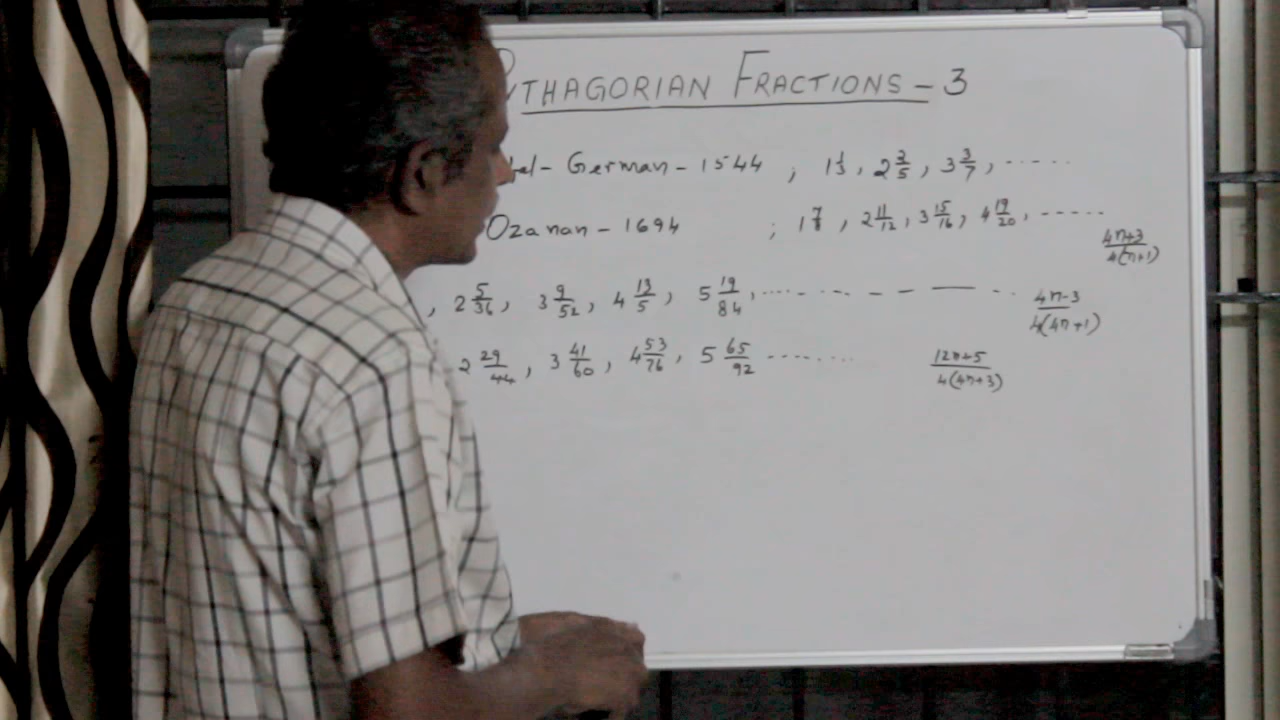 YTHAGORIAN FRACTIONS - 3
el - German - 1544 ; 1 1/3, 2 2/5, 3 3/7, ......
Ozanan - 1694 ; 1 7/8, 2 11/12, 3 15/16, 4 19/20, ...... 4n+3/4(n+1)
, 2 5/36, 3 9/52, 4 13/5, 5 19/84, ...... 4n-3/4(4n+1)
2 29/44, 3 41/60, 4 53/76, 5 65/92 ........ 12n+5/4(4n+3)